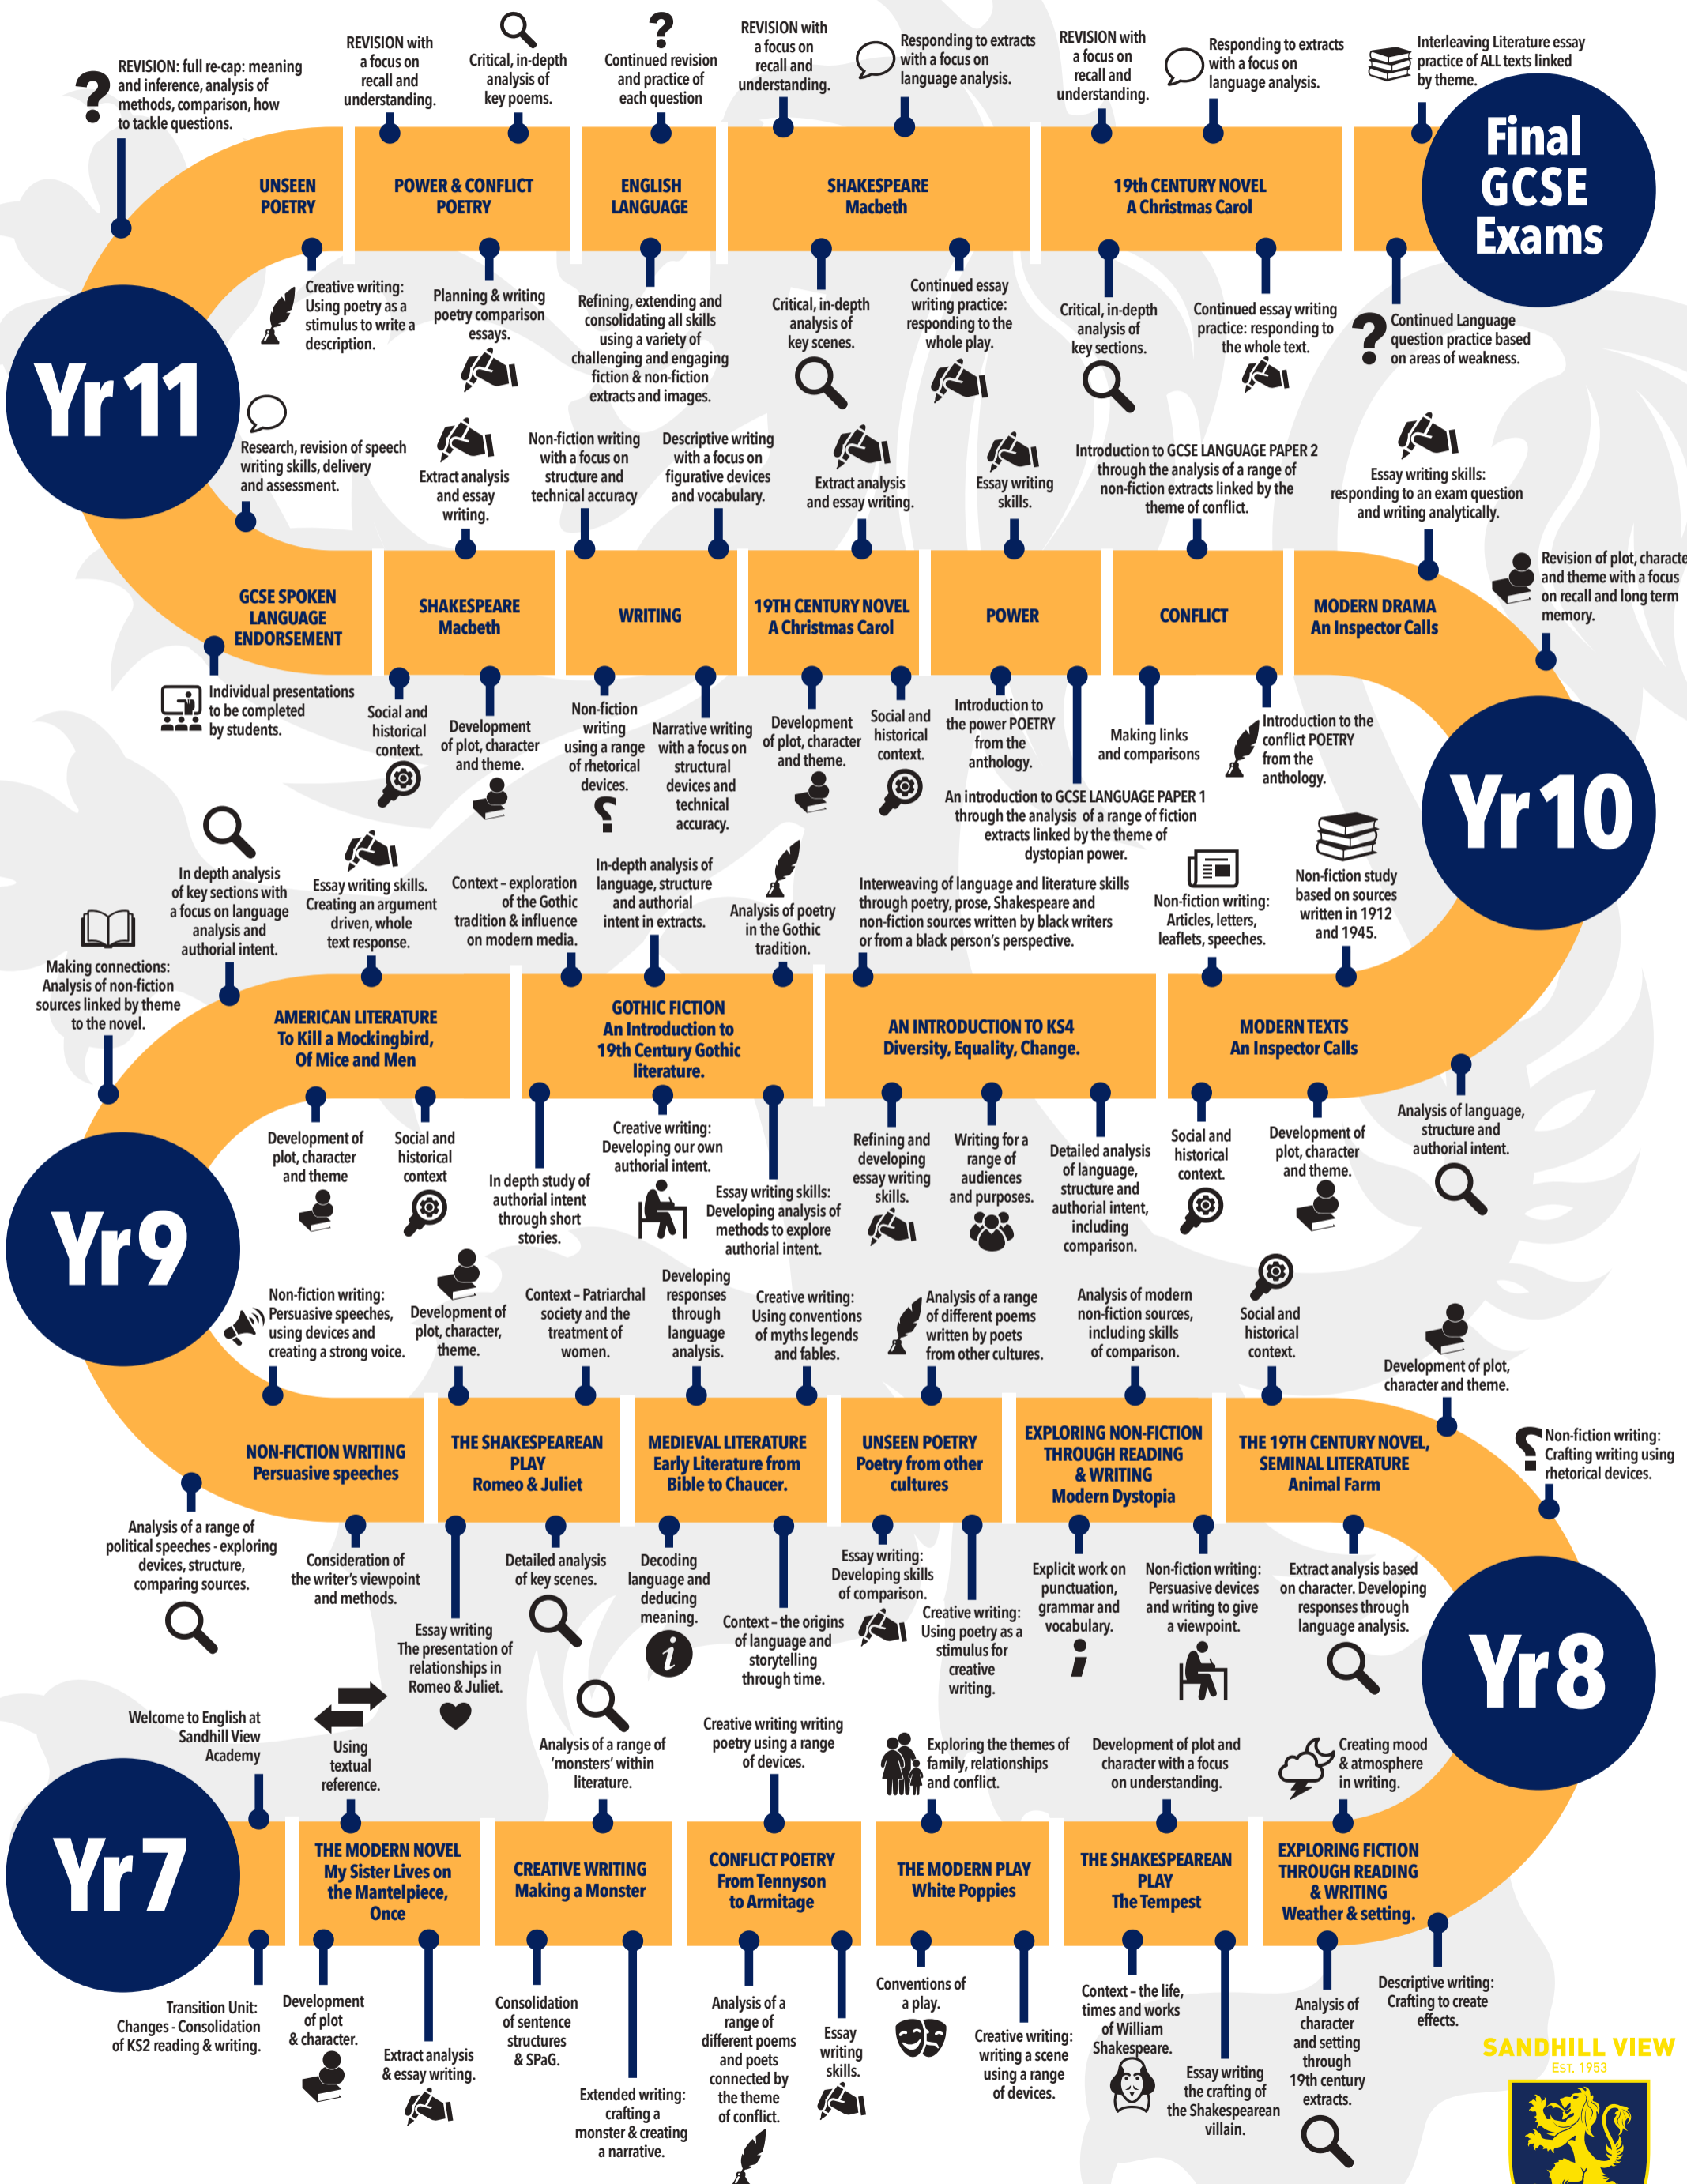 REVISION: full re-cap: meaning
and inference, analysis of
methods, comparison, how
to tackle questions.
REVISION with
a focus on
recall and
understanding.
Critical, in-depth
analysis of
key poems.
Continued revision
and practice of
each question
REVISION with
a focus on
recall and
understanding.
Responding to extracts
with a focus on
language analysis.
REVISION with
a focus on
recall and
understanding.
Responding to extracts
with a focus on
language analysis.
Interleaving Literature essay
practice of ALL texts linked
by theme.
UNSEEN
POETRY
POWER & CONFLICT
POETRY
ENGLISH
LANGUAGE
SHAKESPEARE
Macbeth
19th CENTURY NOVEL
A Christmas Carol
Final
GCSE
Exams
Creative writing:
Using poetry as a
stimulus to write a
description.
Planning & writing
poetry comparison
essays.
Refining, extending and
consolidating all skills
using a variety of
challenging and engaging
fiction & non-fiction
extracts and images.
Critical, in-depth
analysis of
key scenes.
Continued essay
writing practice:
responding to the
whole play.
Critical, in-depth
analysis of
key sections.
Continued essay writing
practice: responding to
the whole text.
Continued Language
question practice based
on areas of weakness.
Yr 11
Research, revision of speech
writing skills, delivery
and assessment.
Extract analysis
and essay
writing.
Non-fiction writing
with a focus on
structure and
technical accuracy
Descriptive writing
with a focus on
figurative devices
and vocabulary.
Extract analysis
and essay writing.
Essay writing
skills.
Introduction to GCSE LANGUAGE PAPER 2
through the analysis of a range of
non-fiction extracts linked by the
theme of conflict.
Essay writing skills:
responding to an exam question
and writing analytically.
Revision of plot, characte
and theme with a focus
on recall and long term
memory.
GCSE SPOKEN
LANGUAGE
ENDORSEMENT
SHAKESPEARE
Macbeth
WRITING
19TH CENTURY NOVEL
A Christmas Carol
POWER
CONFLICT
MODERN DRAMA
An Inspector Calls
Individual presentations
to be completed
by students.
Social and
historical
context.
Development
of plot, character
and theme.
Non-fiction
writing
using a range
of rhetorical
devices.
Narrative writing
with a focus on
structural
devices and
technical
accuracy.
Development
of plot, character
and theme.
Social and
historical
context.
Introduction to
the power POETRY
from the
anthology.
An introduction to GCSE LANGUAGE PAPER 1
through the analysis of a range of fiction
extracts linked by the theme of
dystopian power.
Making links
and comparisons
Introduction to the
conflict POETRY
from the
anthology.
Yr 10
Making connections:
Analysis of non-fiction
sources linked by theme
to the novel.
In depth analysis
of key sections with
a focus on language
analysis and
authorial intent.
Essay writing skills.
Creating an argument
driven, whole
text response.
Context – exploration
of the Gothic
tradition & influence
on modern media.
In-depth analysis of
language, structure
and authorial
intent in extracts.
Analysis of poetry
in the Gothic
tradition.
Interweaving of language and literature skills
through poetry, prose, Shakespeare and
non-fiction sources written by black writers
or from a black person's perspective.
Non-fiction writing:
Articles, letters,
leaflets, speeches.
Non-fiction study
based on sources
written in 1912
and 1945.
AMERICAN LITERATURE
To Kill a Mockingbird,
Of Mice and Men
GOTHIC FICTION
An Introduction to
19th Century Gothic
literature.
AN INTRODUCTION TO KS4
Diversity, Equality, Change.
MODERN TEXTS
An Inspector Calls
Development of
plot, character
and theme
Social and
historical
context
In depth study of
authorial intent
through short
stories.
Creative writing:
Developing our own
authorial intent.
Essay writing skills:
Developing analysis of
methods to explore
authorial intent.
Refining and
developing
essay writing
skills.
Writing for a
range of
audiences
and purposes.
Detailed analysis
of language,
structure and
authorial intent,
including
comparison.
Social and
historical
context.
Development of
plot, character
and theme.
Analysis of language,
structure and
authorial intent.
Yr 9
Non-fiction writing:
Persuasive speeches,
using devices and
creating a strong voice.
Development of
plot, character,
theme.
Context – Patriarchal
society and the
treatment of
women.
Developing
responses
through
language
analysis.
Creative writing:
Using conventions
of myths legends
and fables.
Analysis of a range
of different poems
written by poets
from other cultures.
Analysis of modern
non-fiction sources,
including skills
of comparison.
Social and
historical
context.
Development of plot,
character and theme.
Non-fiction writing:
Crafting writing using
rhetorical devices.
NON-FICTION WRITING
Persuasive speeches
THE SHAKESPEAREAN
PLAY
Romeo & Juliet
MEDIEVAL LITERATURE
Early Literature from
Bible to Chaucer.
UNSEEN POETRY
Poetry from other
cultures
EXPLORING NON-FICTION
THROUGH READING
& WRITING
Modern Dystopia
THE 19TH CENTURY NOVEL,
SEMINAL LITERATURE
Animal Farm
Analysis of a range of
political speeches - exploring
devices, structure,
comparing sources.
Consideration of
the writer's viewpoint
and methods.
Essay writing
The presentation of
relationships in
Romeo & Juliet.
Detailed analysis
of key scenes.
Decoding
language and
deducing
meaning.
Context – the origins
of language and
storytelling
through time.
Essay writing:
Developing skills
of comparison.
Creative writing:
Using poetry as a
stimulus for
creative
writing.
Explicit work on
punctuation,
grammar and
vocabulary.
Non-fiction writing:
Persuasive devices
and writing to give
a viewpoint.
Extract analysis based
on character. Developing
responses through
language analysis.
Yr 8
Welcome to English at
Sandhill View
Academy
Using
textual
reference.
Analysis of a range of
'monsters' within
literature.
Creative writing writing
poetry using a range
of devices.
Exploring the themes of
family, relationships
and conflict.
Development of plot and
character with a focus
on understanding.
Creating mood
& atmosphere
in writing.
Yr 7
THE MODERN NOVEL
My Sister Lives on
the Mantelpiece,
Once
CREATIVE WRITING
Making a Monster
CONFLICT POETRY
From Tennyson
to Armitage
THE MODERN PLAY
White Poppies
THE SHAKESPEAREAN
PLAY
The Tempest
EXPLORING FICTION
THROUGH READING
& WRITING
Weather & setting.
Transition Unit:
Changes - Consolidation
of KS2 reading & writing.
Development
of plot
& character.
Extract analysis
& essay writing.
Consolidation
of sentence
structures
& SPaG.
Extended writing:
crafting a
monster & creating
a narrative.
Analysis of a
range of
different poems
and poets
connected by
the theme
of conflict.
Essay
writing
skills.
Conventions of
a play.
Creative writing:
writing a scene
using a range
of devices.
Context – the life,
times and works
of William
Shakespeare.
Essay writing
the crafting of
the Shakespearean
villain.
Analysis of
character
and setting
through
19th century
extracts.
Descriptive writing:
Crafting to create
effects.
SANDHILL VIEW
EST. 1953